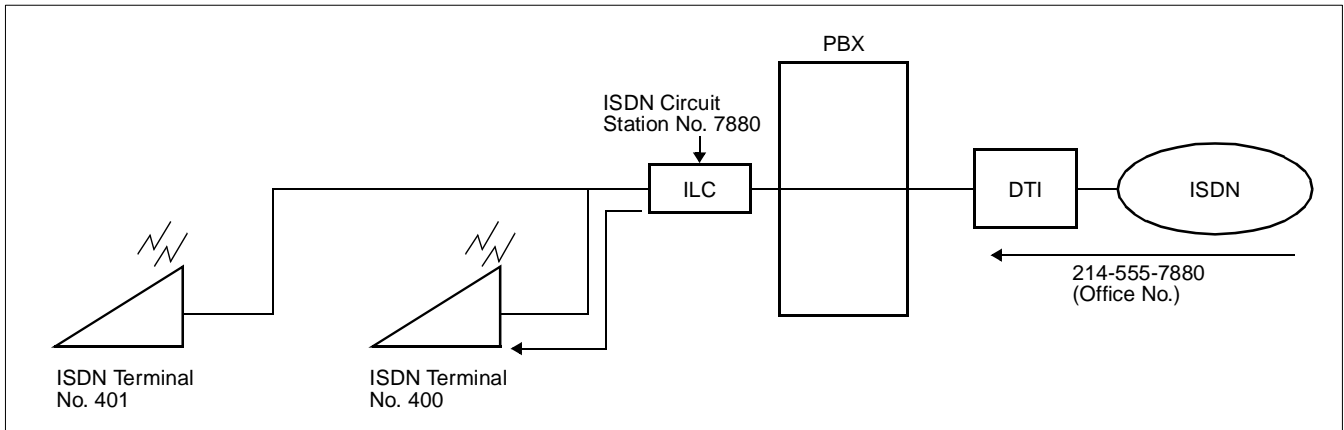 PBX
ISDN Circuit
Station No. 7880
ILC
DTI
ISDN
214-555-7880
(Office No.)
ISDN Terminal
No. 401
ISDN Terminal
No. 400